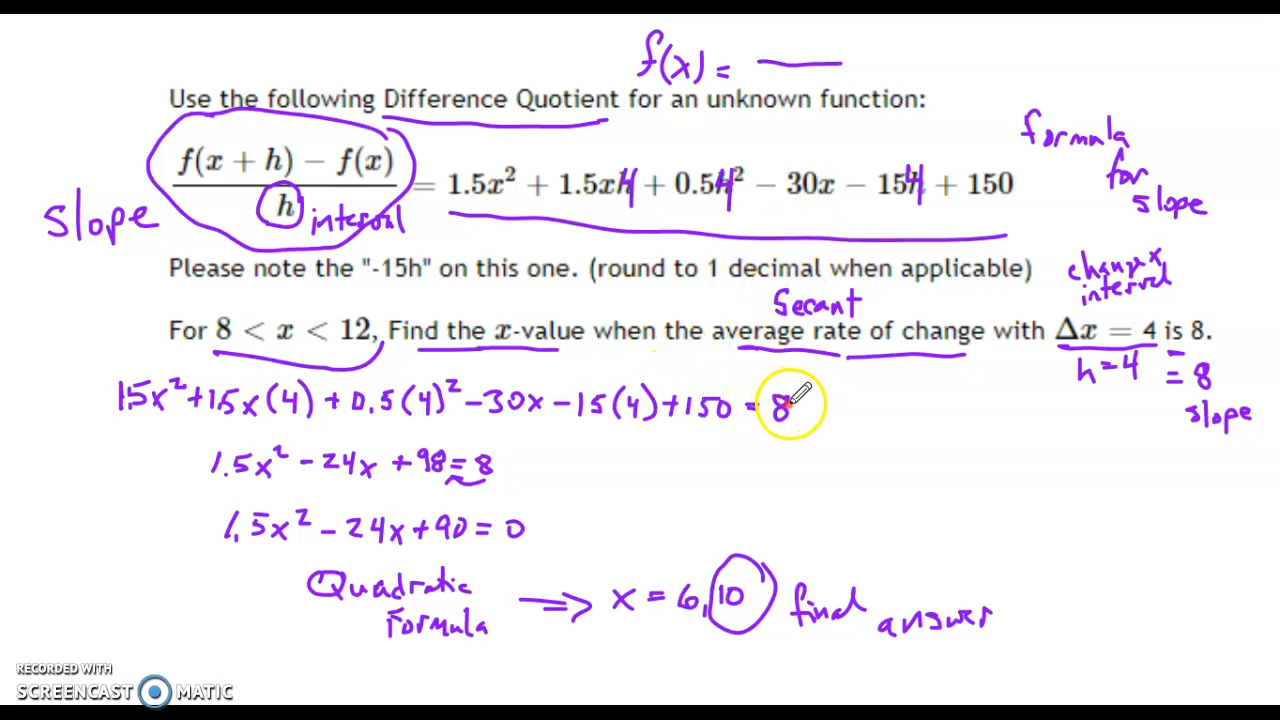 f(x) = ___
Use the following Difference Quotient for an unknown function:
formula for slope
slope
f(x + h) − f(x) / h = 1.5x² + 1.5x4 + 0.54² − 30x − 154 + 150
interval
Please note the "-15h" on this one. (round to 1 decimal when applicable)
change x
interval
Secant
For 8 < x < 12, Find the x-value when the average rate of change with Δx = 4 is 8.
h=4 = 8
slope
1.5x² + 1.5x(4) + 0.5(4)² - 30x - 15(4) + 150 = 8
1.5x² - 24x + 98 = 8
1.5x² - 24x + 90 = 0
Quadratic
Formula ⟹ x = 6, 10 final answer
RECORDED WITH
SCREENCAST MATIC